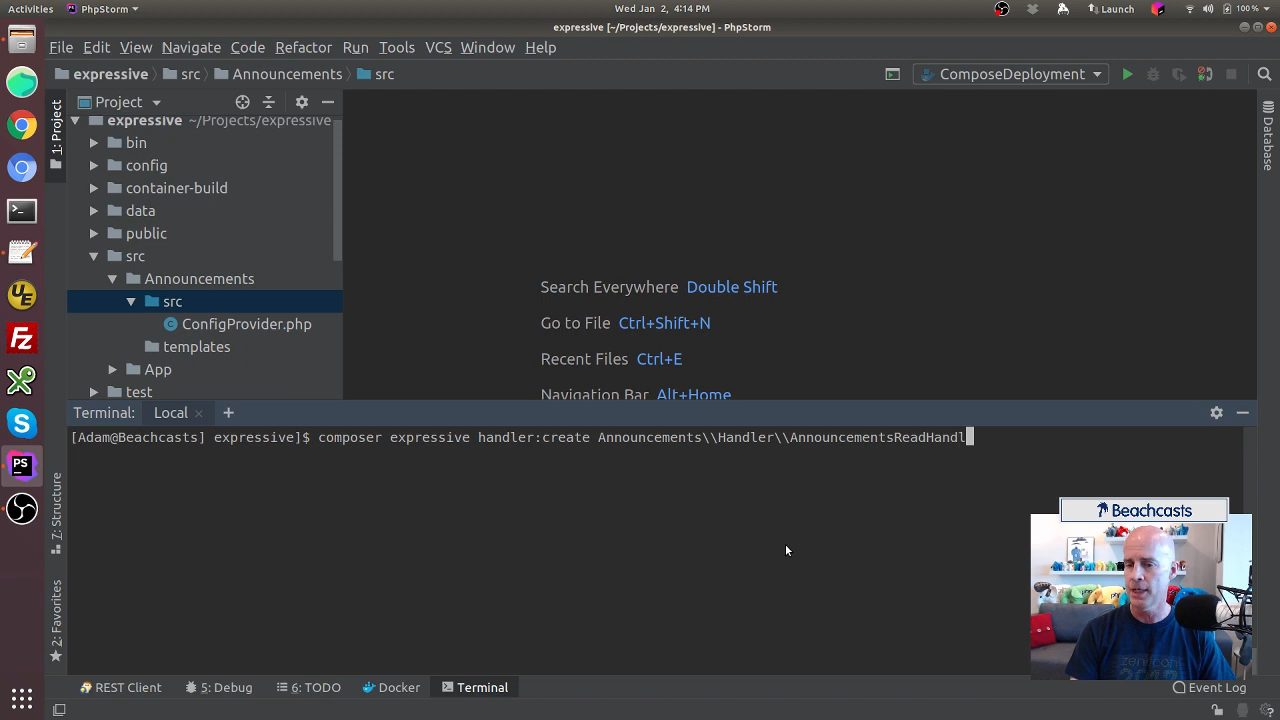 Activities
PhpStorm
Wed Jan 2, 4:14 PM
Launch
100 %
expressive [~/Projects/expressive] - PhpStorm
File Edit View Navigate Code Refactor Run Tools VCS Window Help
expressive src Announcements src
ComposeDeployment
1: Project
Project
expressive ~/Projects/expressive
bin
config
container-build
data
public
src
Announcements
src
ConfigProvider.php
templates
App
test
Search Everywhere Double Shift
Go to File Ctrl+Shift+N
Recent Files Ctrl+E
Navigation Bar Alt+Home
Database
Terminal: Local
[Adam@Beachcasts] expressive]$ composer expressive handler:create Announcements\\Handler\\AnnouncementsReadHandl
7: Structure
2: Favorites
Beachcasts
REST Client 5: Debug 6: TODO Docker Terminal
Event Log